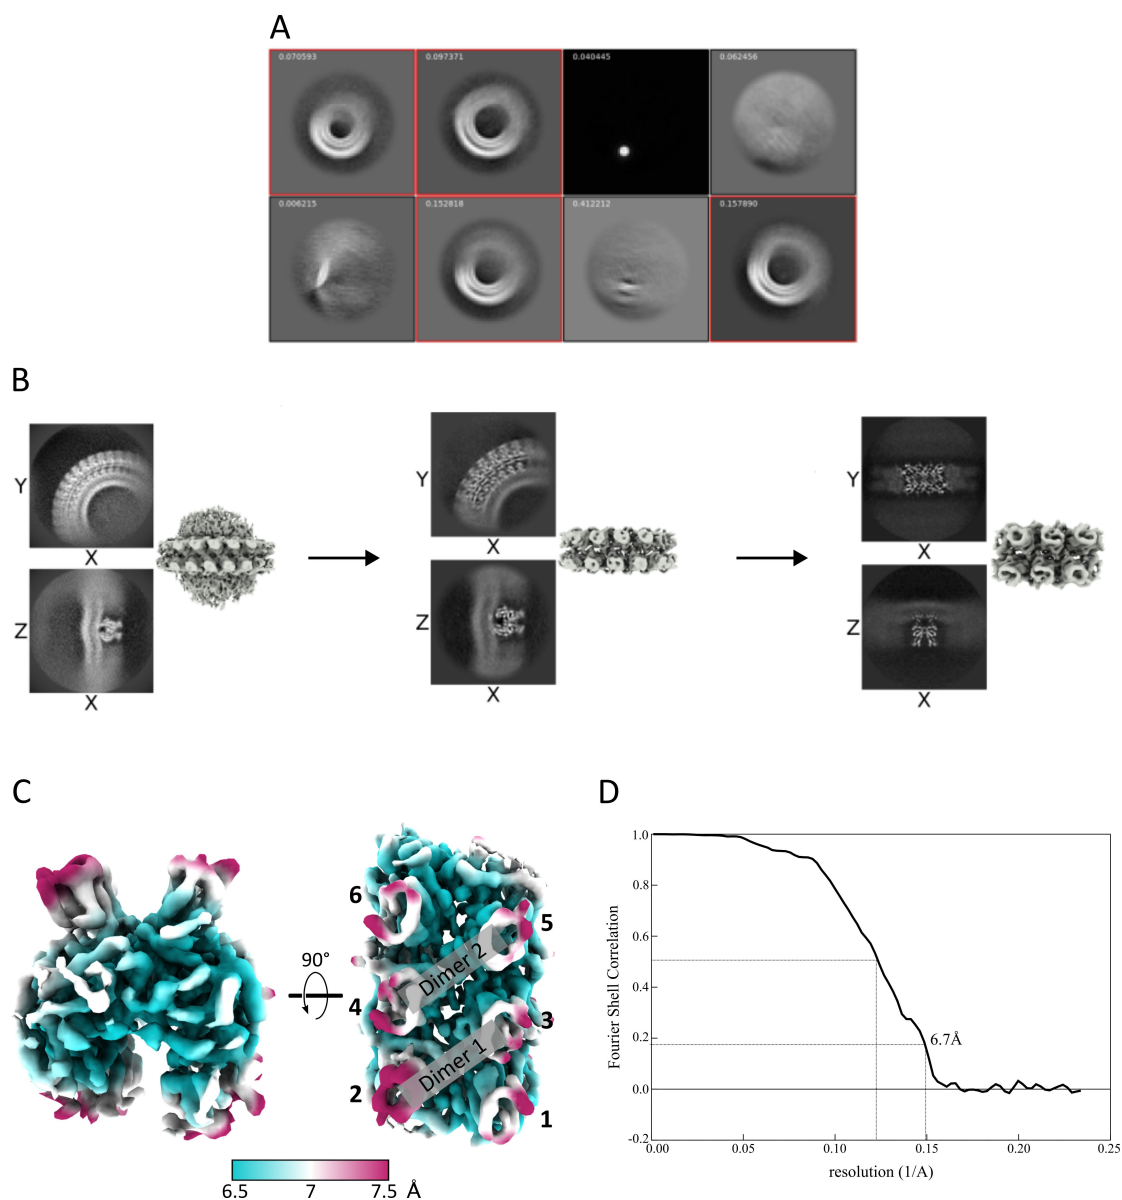 A
0.070593
0.097371
0.040445
0.062456
0.006215
0.152818
0.412212
0.157890
B
Y
X
Z
X
Y
X
Z
X
Y
X
Z
X
C
90°
6
5
4
3
2
1
Dimer 2
Dimer 1
6.5
7
7.5
Å
D
Fourier Shell Correlation
1.0
0.8
0.6
0.4
0.2
0.0
-0.2
6.7Å
0.00
0.05
0.10
0.15
0.20
0.25
resolution (1/A)